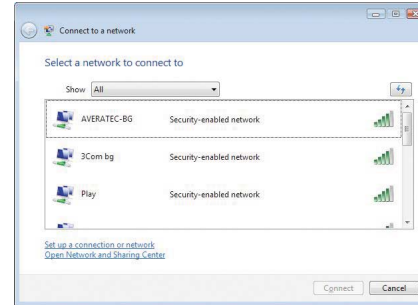 Connect to a network
Select a network to connect to
Show All
AVERATEC-BG Security-enabled network
3Com bg Security-enabled network
Play Security-enabled network
Set up a connection or network
Open Network and Sharing Center
Connect Cancel